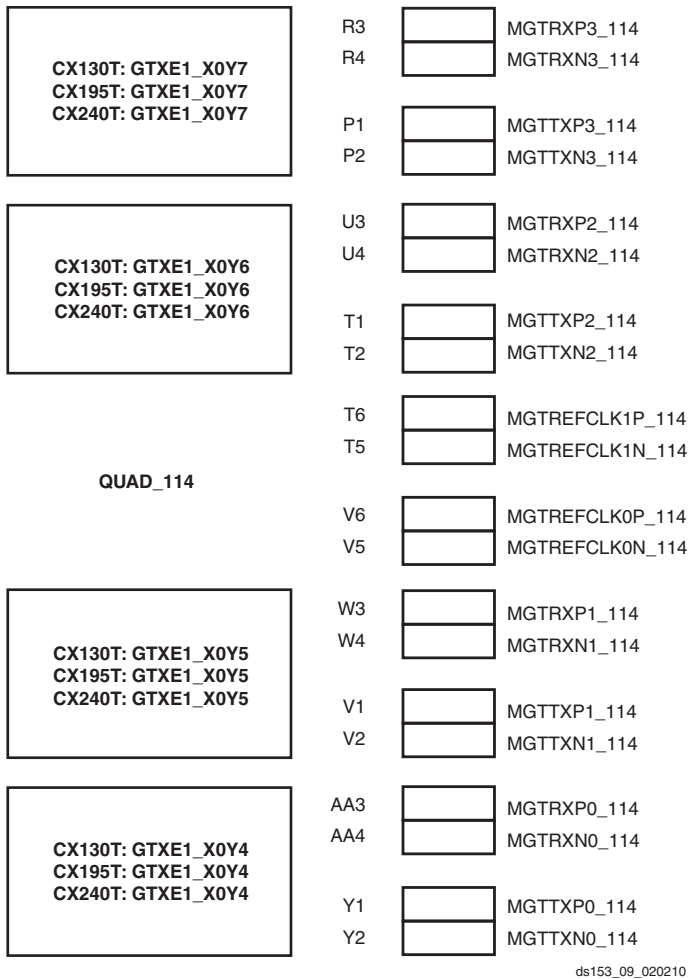 R3 MGTRXP3_114
R4 MGTRXN3_114
CX130T: GTXE1_X0Y7
CX195T: GTXE1_X0Y7
CX240T: GTXE1_X0Y7
P1 MGTTXP3_114
P2 MGTTXN3_114
U3 MGTRXP2_114
U4 MGTRXN2_114
CX130T: GTXE1_X0Y6
CX195T: GTXE1_X0Y6
CX240T: GTXE1_X0Y6
T1 MGTTXP2_114
T2 MGTTXN2_114
T6 MGTREFCLK1P_114
T5 MGTREFCLK1N_114
QUAD_114
V6 MGTREFCLK0P_114
V5 MGTREFCLK0N_114
W3 MGTRXP1_114
W4 MGTRXN1_114
CX130T: GTXE1_X0Y5
CX195T: GTXE1_X0Y5
CX240T: GTXE1_X0Y5
V1 MGTTXP1_114
V2 MGTTXN1_114
AA3 MGTRXP0_114
AA4 MGTRXN0_114
CX130T: GTXE1_X0Y4
CX195T: GTXE1_X0Y4
CX240T: GTXE1_X0Y4
Y1 MGTTXP0_114
Y2 MGTTXN0_114
ds153_09_020210